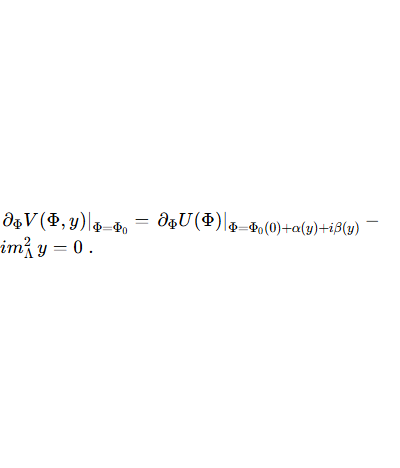 ∂_Φ V(Φ, y)|_{Φ=Φ_0} = ∂_Φ U(Φ)|_{Φ=Φ_0(0)+α(y)+iβ(y)} −
im_Λ^2 y = 0 .